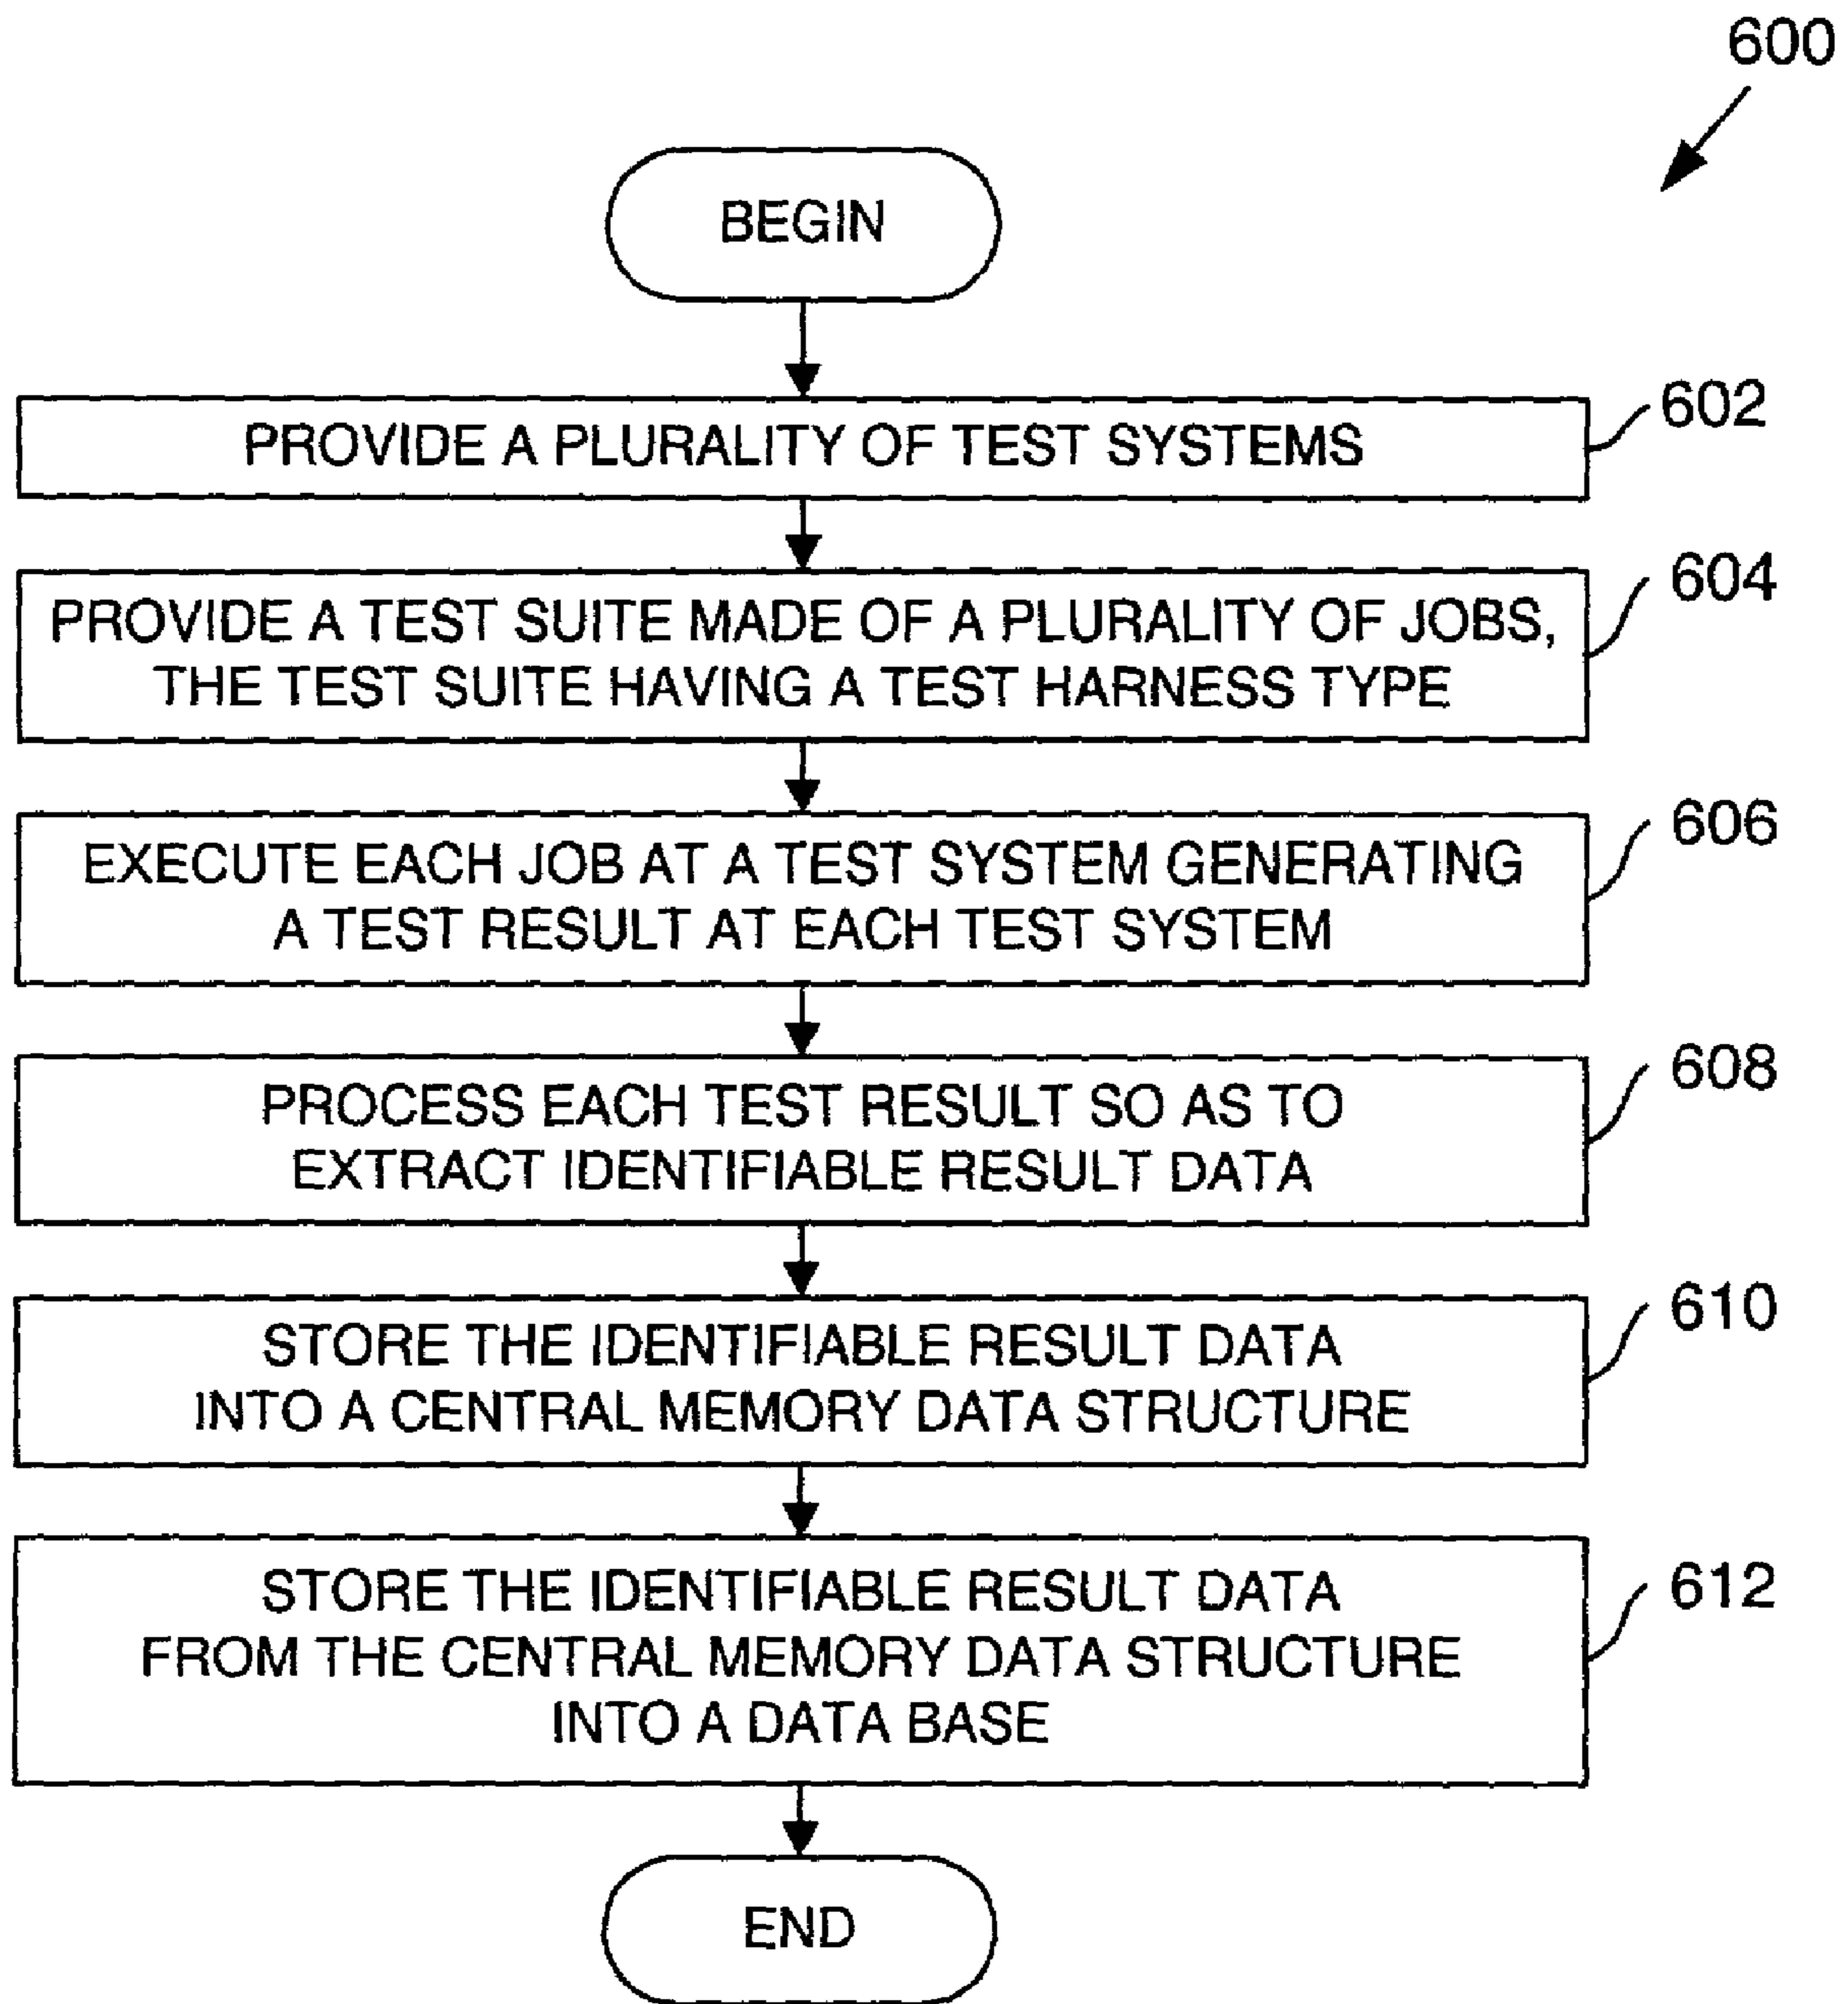 600
BEGIN
602
PROVIDE A PLURALITY OF TEST SYSTEMS
604
PROVIDE A TEST SUITE MADE OF A PLURALITY OF JOBS,
THE TEST SUITE HAVING A TEST HARNESS TYPE
606
EXECUTE EACH JOB AT A TEST SYSTEM GENERATING
A TEST RESULT AT EACH TEST SYSTEM
608
PROCESS EACH TEST RESULT SO AS TO
EXTRACT IDENTIFIABLE RESULT DATA
610
STORE THE IDENTIFIABLE RESULT DATA
INTO A CENTRAL MEMORY DATA STRUCTURE
612
STORE THE IDENTIFIABLE RESULT DATA
FROM THE CENTRAL MEMORY DATA STRUCTURE
INTO A DATA BASE
END